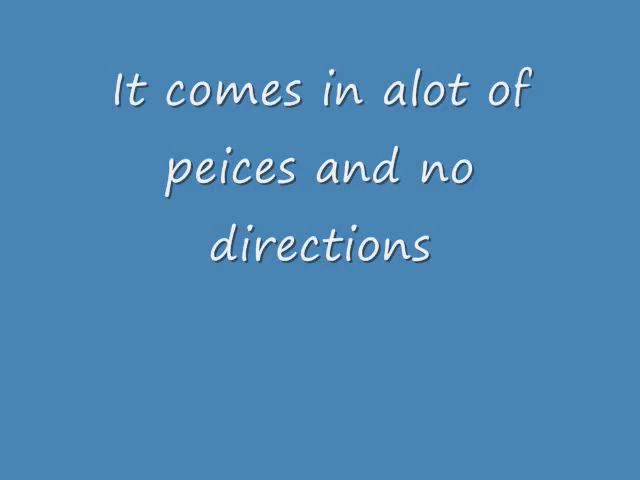 It comes in alot of
peices and no
directions